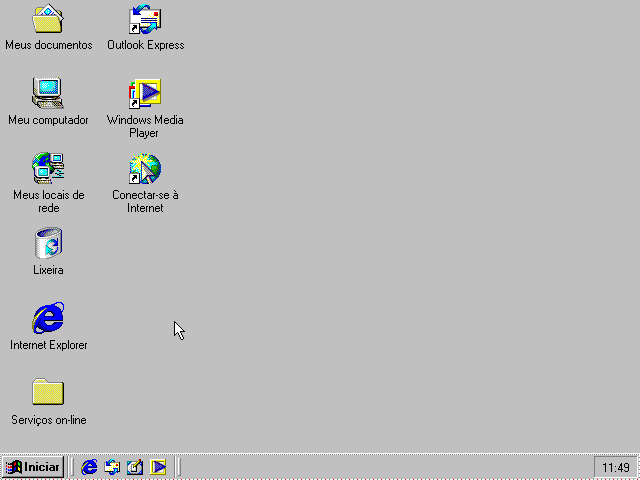 Meus documentos
Outlook Express
Meu computador
Windows Media
Player
Meus locais de
rede
Conectar-se à
Internet
Lixeira
Internet Explorer
Serviços on-line
Iniciar
11:49